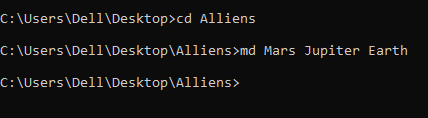 C:\Users\Dell\Desktop>cd Alliens
C:\Users\Dell\Desktop\Alliens>md Mars Jupiter Earth
C:\Users\Dell\Desktop\Alliens>